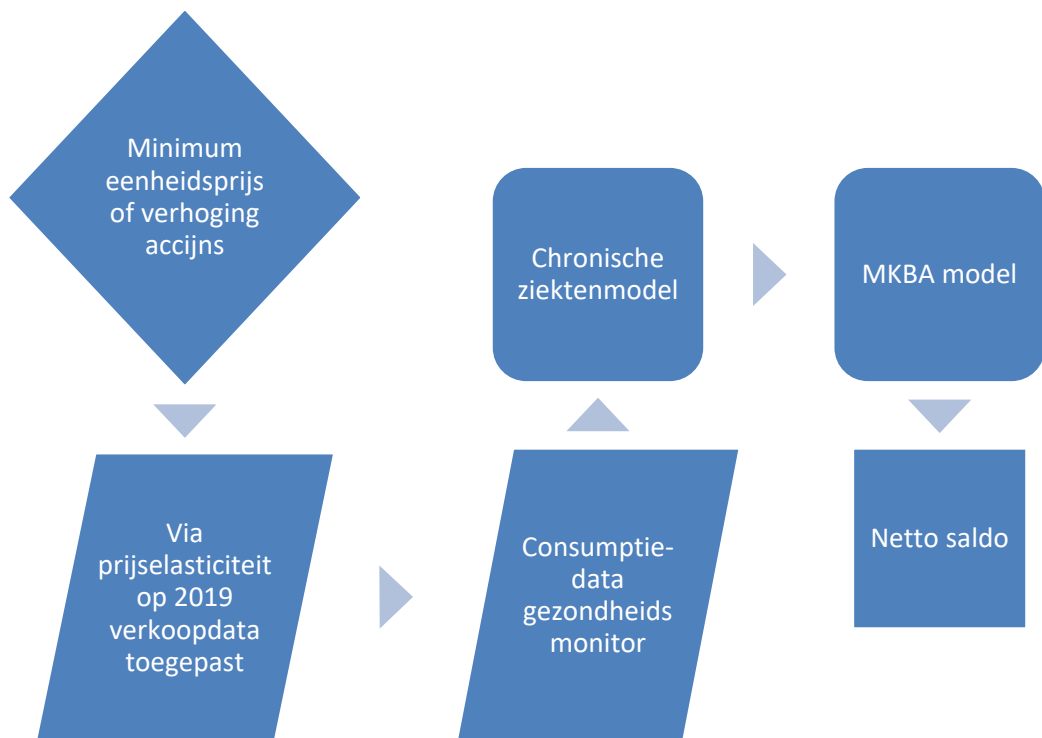 Minimum
eenheidsprijs
of verhoging
accijns
Via
prijselasticiteit
op 2019
verkoopdata
toegepast
Consumptie-
data
gezondheids
monitor
Chronische
ziektenmodel
MKBA model
Netto saldo